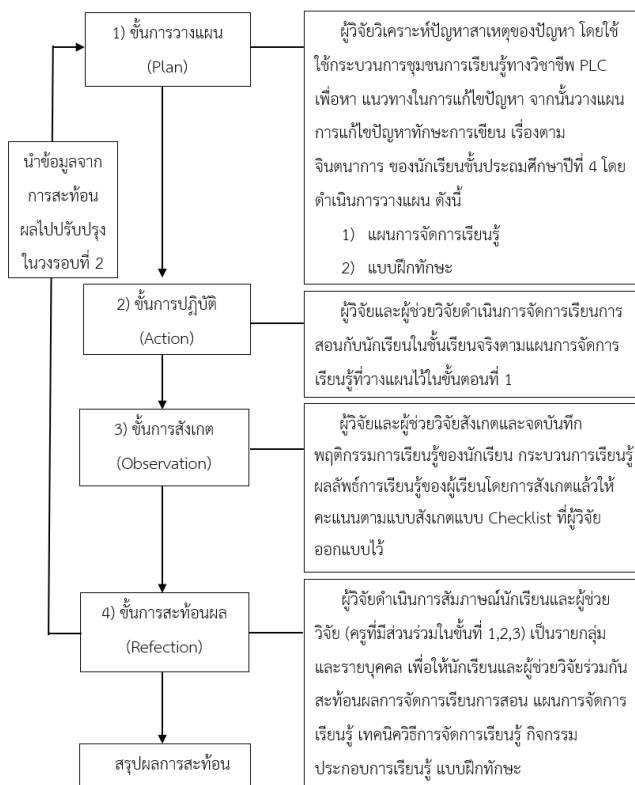 1) ขั้นการวางแผน
(Plan)
ผู้วิจัยวิเคราะห์ปัญหาสาเหตุของปัญหา โดยใช้
ใช้กระบวนการชุมชนการเรียนรู้ทางวิชาชีพ PLC
เพื่อหา แนวทางในการแก้ไขปัญหา จากนั้นวางแผน
การแก้ไขปัญหาทักษะการเขียน เรื่องตาม
จินตนาการ ของนักเรียนชั้นประถมศึกษาปีที่ 4 โดย
ดำเนินการวางแผน ดังนี้
1) แผนการจัดการเรียนรู้
2) แบบฝึกทักษะ
นำข้อมูลจาก
การสะท้อน
ผลไปปรับปรุง
ในวงรอบที่ 2
2) ขั้นการปฏิบัติ
(Action)
ผู้วิจัยและผู้ช่วยวิจัยดำเนินการจัดการเรียนการ
สอนกับนักเรียนในชั้นเรียนจริงตามแผนการจัดการ
เรียนรู้ที่วางแผนไว้ในขั้นตอนที่ 1
3) ขั้นการสังเกต
(Observation)
ผู้วิจัยและผู้ช่วยวิจัยสังเกตและจดบันทึก
พฤติกรรมการเรียนรู้ของนักเรียน กระบวนการเรียนรู้
ผลลัพธ์การเรียนรู้ของผู้เรียนโดยการสังเกตแล้วให้
คะแนนตามแบบสังเกตแบบ Checklist ที่ผู้วิจัย
ออกแบบไว้
4) ขั้นการสะท้อนผล
(Refection)
ผู้วิจัยดำเนินการสัมภาษณ์นักเรียนและผู้ช่วย
วิจัย (ครูที่มีส่วนร่วมในขั้นที่ 1,2,3) เป็นรายกลุ่ม
และรายบุคคล เพื่อให้นักเรียนและผู้ช่วยวิจัยร่วมกัน
สะท้อนผลการจัดการเรียนการสอน แผนการจัดการ
เรียนรู้ เทคนิควิธีการจัดการเรียนรู้ กิจกรรม
ประกอบการเรียนรู้ แบบฝึกทักษะ
สรุปผลการสะท้อน